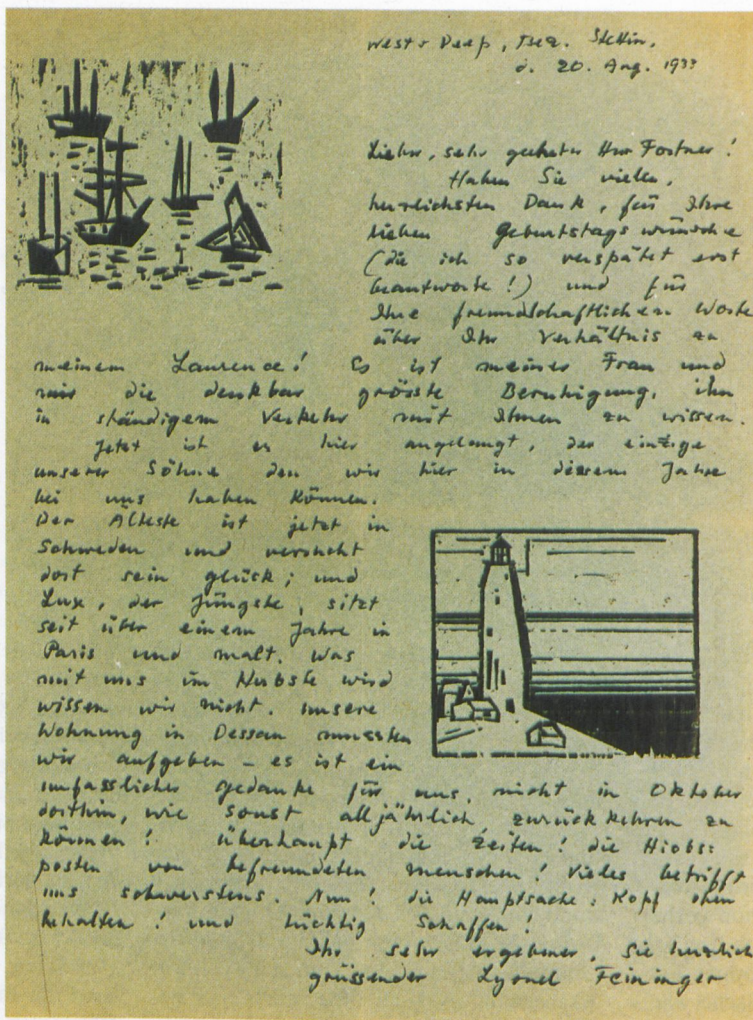 West Deep, Bez. Stettin,
d. 20. Aug. 1933
Lieber, sehr geehrter Herr Fortner!
Haben Sie vielen,
herzlichsten Dank, für Ihre
lieben Geburtstagswünsche
(die ich so verspätet erst
beantworte!) und für
Ihre freundschaftlichen Worte
über Ihr Verhältnis zu
meinem Laurence! Es ist meiner Frau und
mir die denkbar grösste Beruhigung, ihn
in ständigem Verkehr mit Ihnen zu wissen.
Jetzt ist er hier angelangt, der einzige
unserer Söhne den wir hier in diesem Jahre
bei uns haben können.
Der Älteste ist jetzt in
Schweden und versucht
dort sein Glück; und
Lux, der Jüngste, sitzt
seit über einem Jahre in
Paris und malt. Was
mit uns im Herbste wird
wissen wir nicht. Unsere
Wohnung in Dessau mussten
wir aufgeben – es ist ein
unfasslicher Gedanke für uns, nicht in Oktober
dorthin, wie sonst alljährlich zurückkehren zu
können! Überhaupt die Zeiten! die Hiobs:
posten von befreundeten Menschen! Vieles betrifft
uns schwerstens. Nun! die Hauptsache: Kopf oben
behalten! und tüchtig Schaffen!
Ihr sehr ergebener, Sie herzlich
grüssender Lyonel Feininger